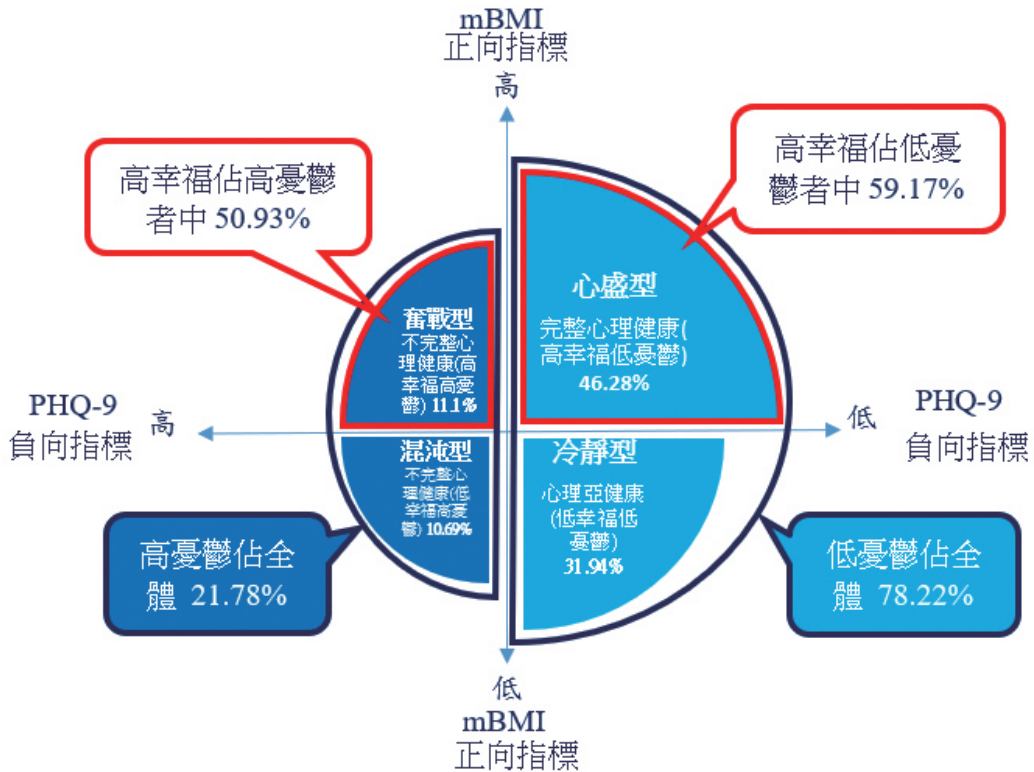 mBMI
正向指標
高
高幸福佔高憂鬱
者中 50.93%
高幸福佔低憂
鬱者中 59.17%
奮戰型
不完整心
理健康(高
幸福高憂
鬱) 11.1%
心盛型
完整心理健康(
高幸福低憂鬱)
46.28%
PHQ-9
負向指標
高
低
PHQ-9
負向指標
混沌型
不完整心
理健康(低
幸福高憂
鬱) 10.69%
冷靜型
心理亞健康
(低幸福低
憂鬱)
31.94%
高憂鬱佔全
體 21.78%
低憂鬱佔全
體 78.22%
低
mBMI
正向指標